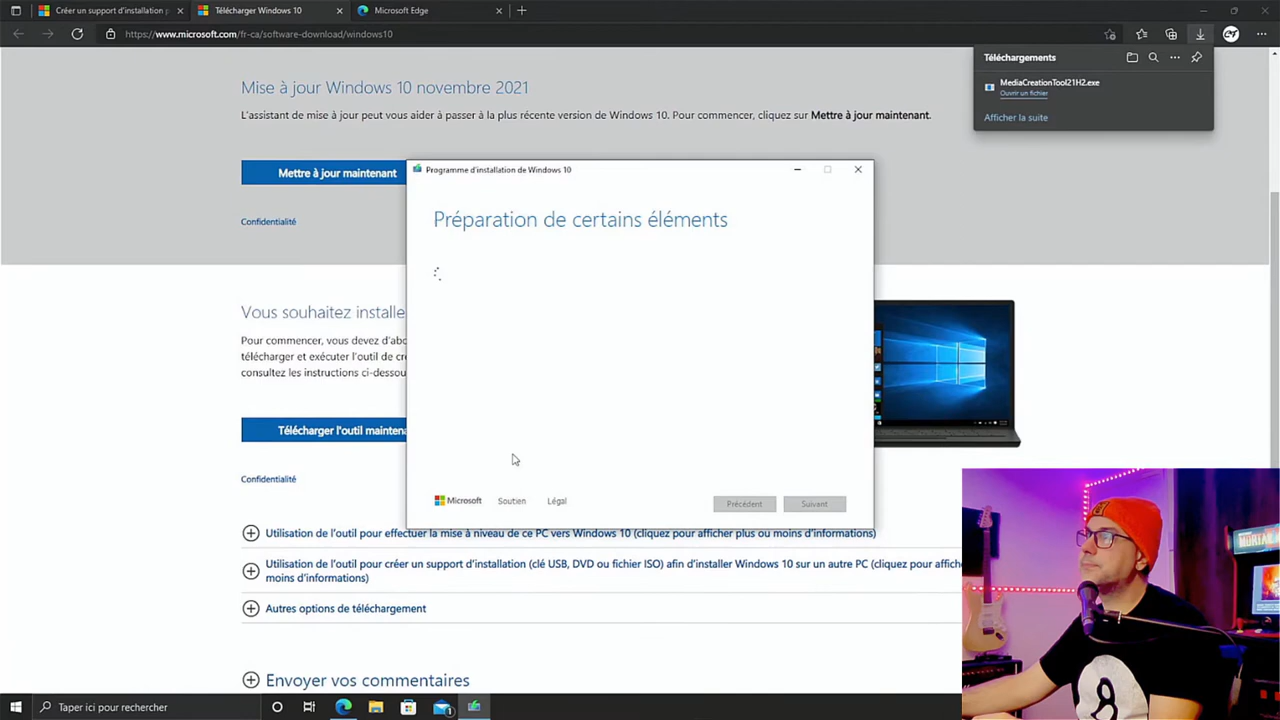 Créer un support d'installation p
Télécharger Windows 10
Microsoft Edge
https://www.microsoft.com/fr-ca/software-download/windows10
Téléchargements
MediaCreationTool21H2.exe
Ouvrir un fichier
Afficher la suite
Mise à jour Windows 10 novembre 2021
L'assistant de mise à jour peut vous aider à passer à la plus récente version de Windows 10. Pour commencer, cliquez sur Mettre à jour maintenant.
Mettre à jour maintenant
Confidentialité
Programme d'installation de Windows 10
Préparation de certains éléments
Microsoft
Soutien
Légal
Précédent
Suivant
Vous souhaitez installe
Pour commencer, vous devez d'abo
télécharger et exécuter l'outil de cr
consultez les instructions ci-dessou
Télécharger l'outil maintena
Confidentialité
Utilisation de l'outil pour effectuer la mise à niveau de ce PC vers Windows 10 (cliquez pour afficher plus ou moins d'informations)
Utilisation de l'outil pour créer un support d'installation (clé USB, DVD ou fichier ISO) afin d'installer Windows 10 sur un autre PC (cliquez pour affiche
moins d'informations)
Autres options de téléchargement
Envoyer vos commentaires
Taper ici pour rechercher